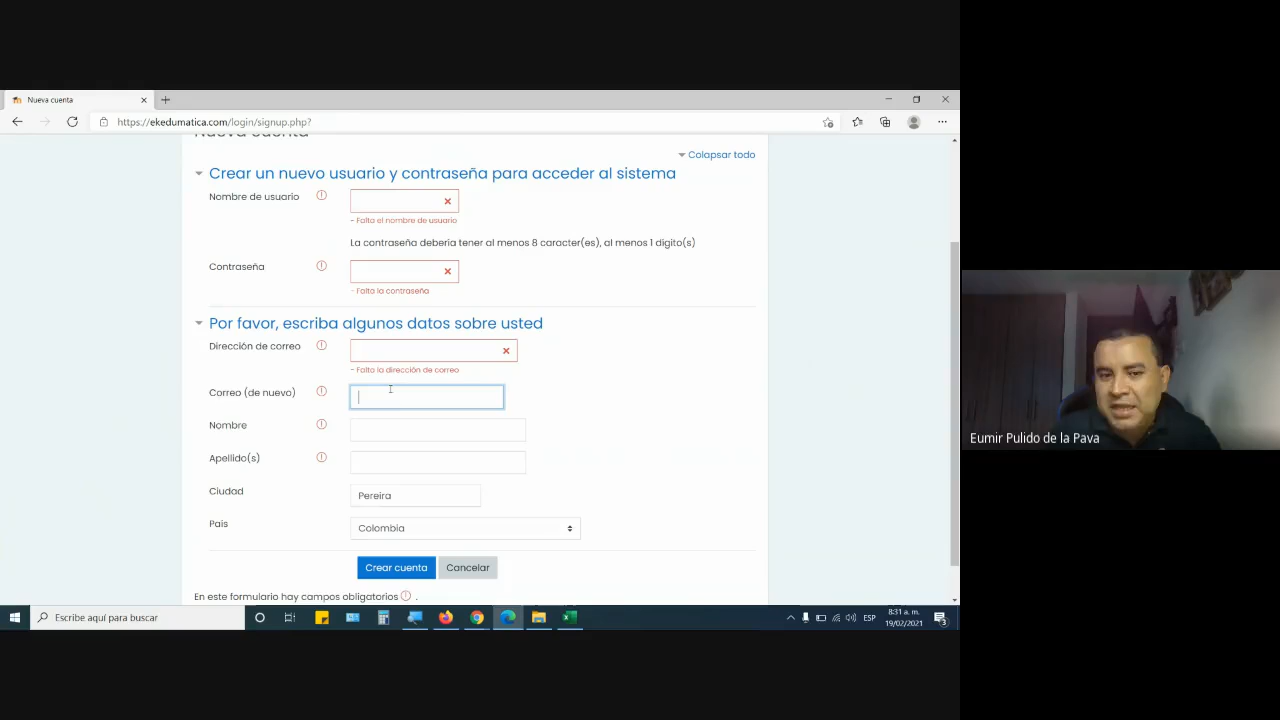 Nueva cuenta
https://ekedumatica.com/login/signup.php?
Nueva cuenta
Colapsar todo
Crear un nuevo usuario y contraseña para acceder al sistema
Nombre de usuario
- Falta el nombre de usuario
La contraseña debería tener al menos 8 caracter(es), al menos 1 dígito(s)
Contraseña
- Falta la contraseña
Por favor, escriba algunos datos sobre usted
Dirección de correo
- Falta la dirección de correo
Correo (de nuevo)
Nombre
Apellido(s)
Ciudad
Pereira
País
Colombia
Crear cuenta
Cancelar
En este formulario hay campos obligatorios .
Escribe aquí para buscar
ESP
8:31 a. m.
19/02/2021
3
Eumir Pulido de la Pava